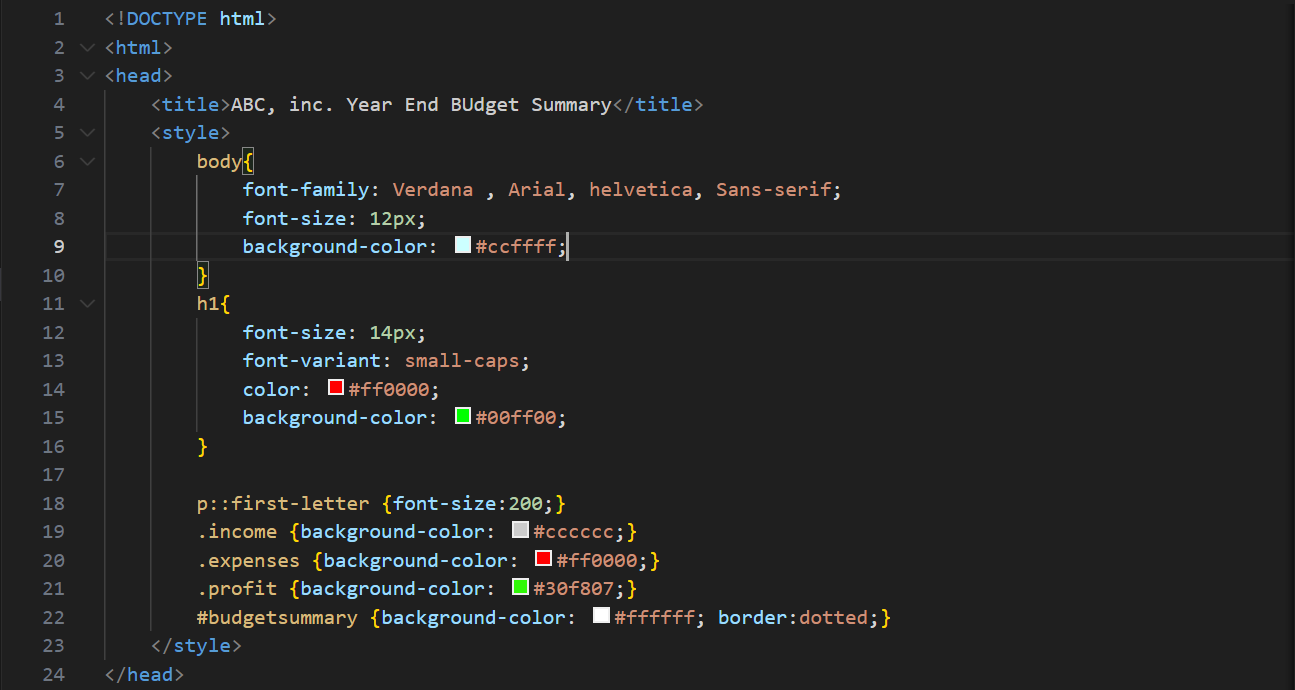 1 <!DOCTYPE html>
2 <html>
3 <head>
4 <title>ABC, inc. Year End BUdget Summary</title>
5 <style>
6 body{
7 font-family: Verdana , Arial, helvetica, Sans-serif;
8 font-size: 12px;
9 background-color: #ccffff;
10 }
11 h1{
12 font-size: 14px;
13 font-variant: small-caps;
14 color: #ff0000;
15 background-color: #00ff00;
16 }
17
18 p::first-letter {font-size:200;}
19 .income {background-color: #cccccc;}
20 .expenses {background-color: #ff0000;}
21 .profit {background-color: #30f807;}
22 #budgetsummary {background-color: #ffffff; border:dotted;}
23 </style>
24 </head>